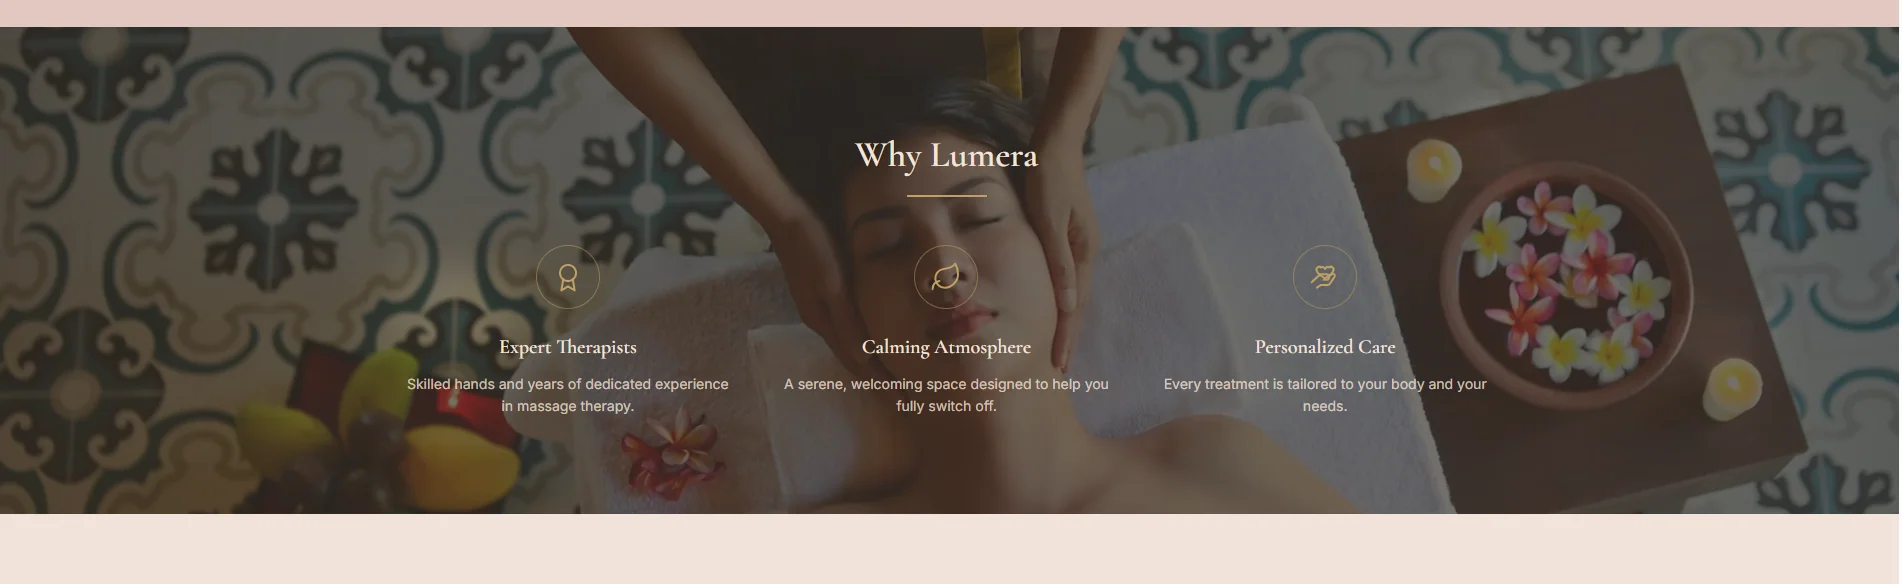 Why Lumera
Expert Therapists
Skilled hands and years of dedicated experience
in massage therapy.
Calming Atmosphere
A serene, welcoming space designed to help you
fully switch off.
Personalized Care
Every treatment is tailored to your body and your
needs.